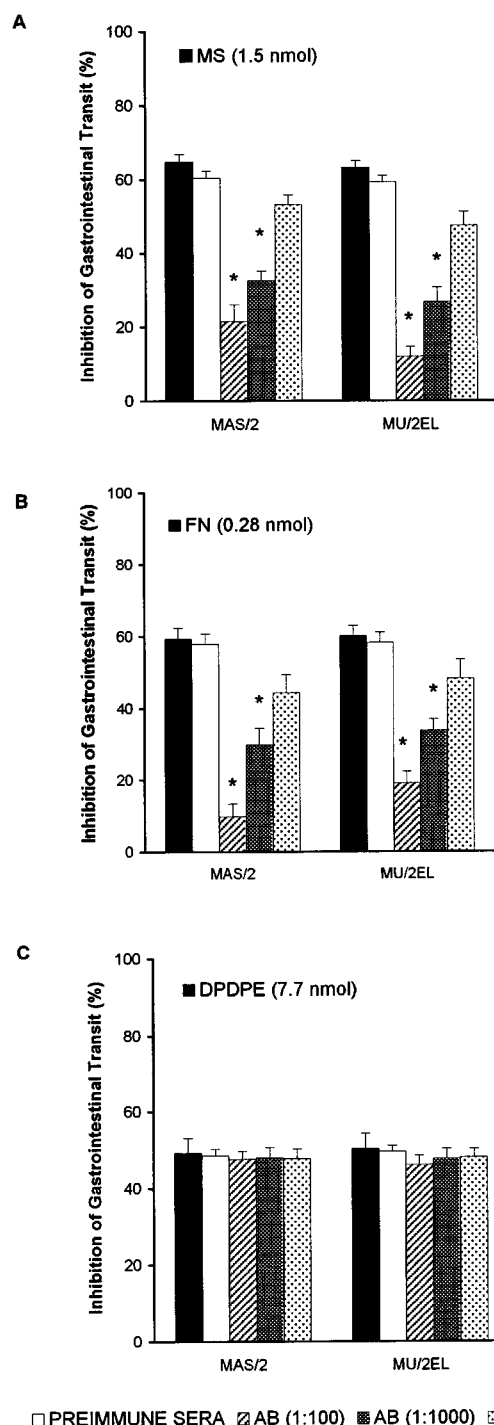 A
■ MS (1.5 nmol)
Inhibition of Gastrointestinal Transit (%)
100
80
60
40
20
0
* * * *
MAS/2 MU/2EL
B
■ FN (0.28 nmol)
Inhibition of Gastrointestinal Transit (%)
100
80
60
40
20
0
* * * *
MAS/2 MU/2EL
C
■ DPDPE (7.7 nmol)
Inhibition of Gastrointestinal Transit (%)
100
80
60
40
20
0
MAS/2 MU/2EL
PREIMMUNE SERA AB (1:100) AB (1:1000)